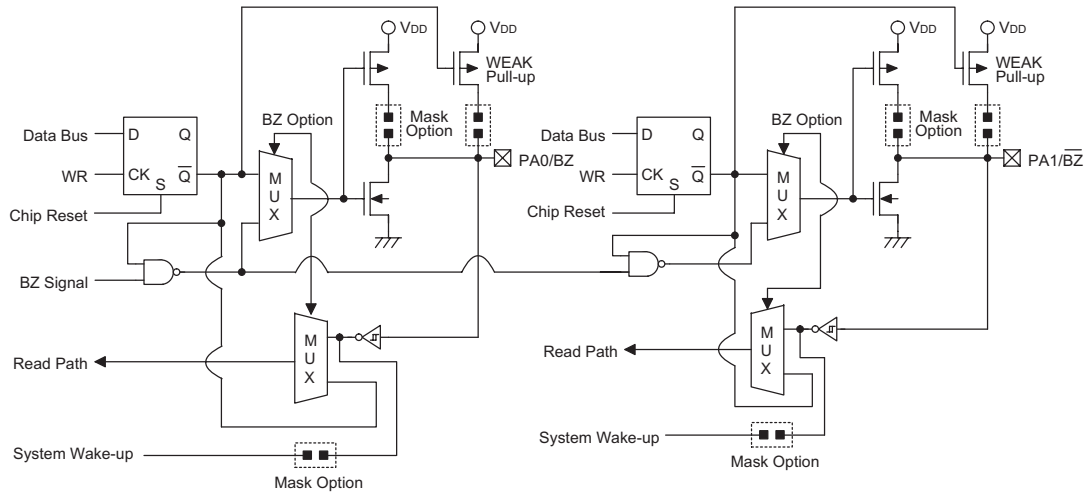 VDD
VDD
WEAK
Pull-up
BZ Option
Mask
Option
Data Bus
D
Q
WR
CK
S
Q̅
M
U
X
PA0/BZ
Chip Reset
BZ Signal
Read Path
M
U
X
System Wake-up
Mask Option
VDD
VDD
WEAK
Pull-up
BZ Option
Mask
Option
Data Bus
D
Q
WR
CK
S
Q̅
M
U
X
PA1/B̅Z̅
Chip Reset
Read Path
M
U
X
System Wake-up
Mask Option